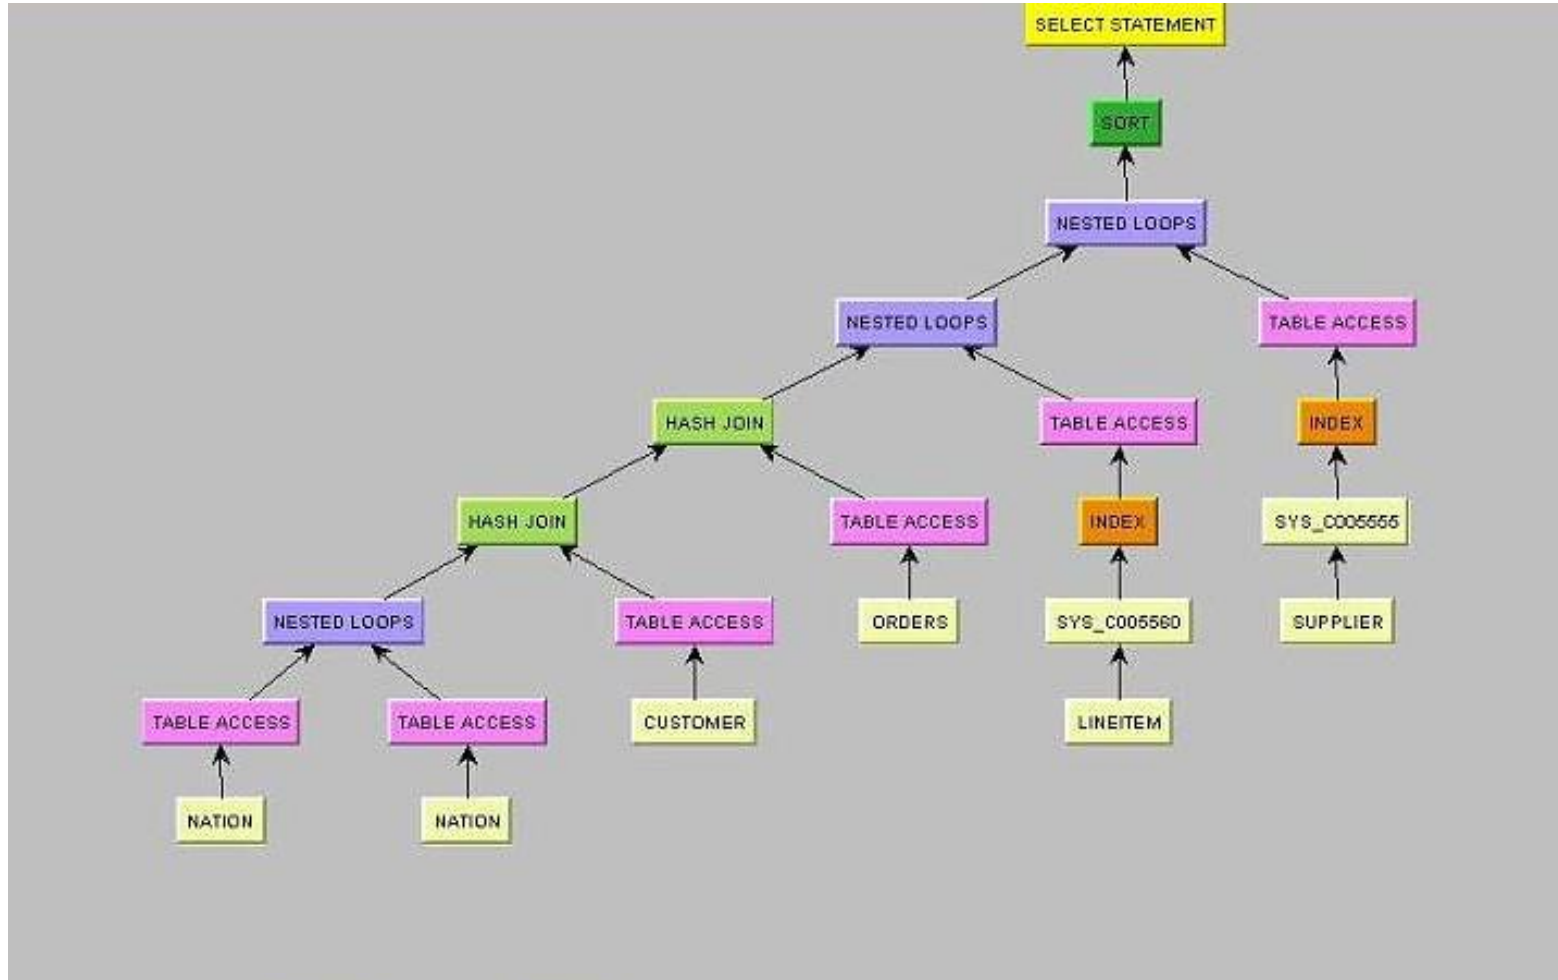 SELECT STATEMENT
SORT
NESTED LOOPS
NESTED LOOPS
TABLE ACCESS
HASH JOIN
TABLE ACCESS
INDEX
HASH JOIN
TABLE ACCESS
INDEX
SYS_C005555
NESTED LOOPS
TABLE ACCESS
ORDERS
SYS_C005560
SUPPLIER
TABLE ACCESS
TABLE ACCESS
CUSTOMER
LINEITEM
NATION
NATION